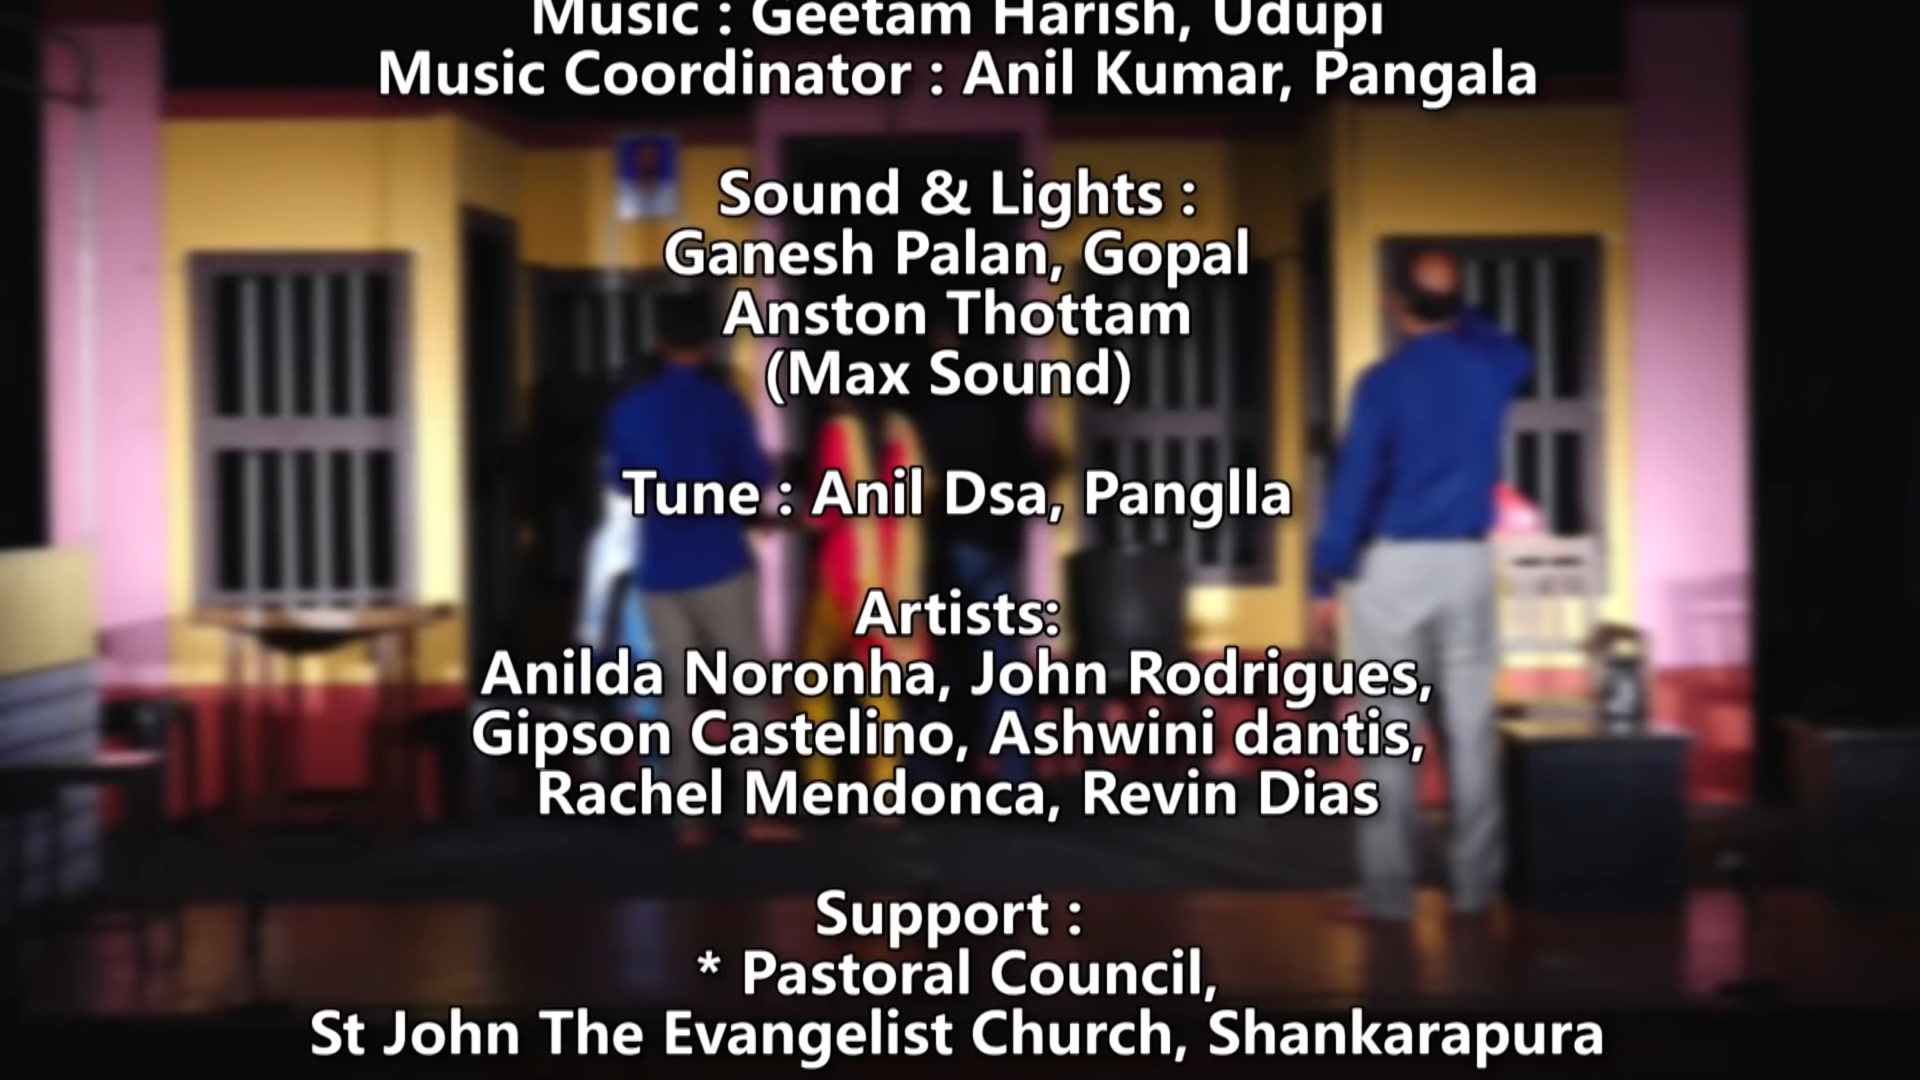 Music : Geetam Harish, Udupi
Music Coordinator : Anil Kumar, Pangala
Sound & Lights :
Ganesh Palan, Gopal
Anston Thottam
(Max Sound)
Tune : Anil Dsa, Panglla
Artists:
Anilda Noronha, John Rodrigues,
Gipson Castelino, Ashwini dantis,
Rachel Mendonca, Revin Dias
Support :
* Pastoral Council,
St John The Evangelist Church, Shankarapura